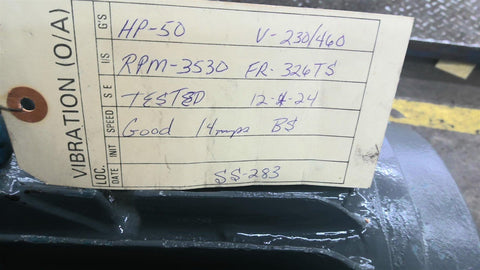 VIBRATION (O/A)
G'S
I/S
S E
SPEED
INIT
DATE
LOC.
HP-50 V-230/460
RPM-3530 FR-326TS
TESTED 12-4-24
Good 14mps BS
SS-283